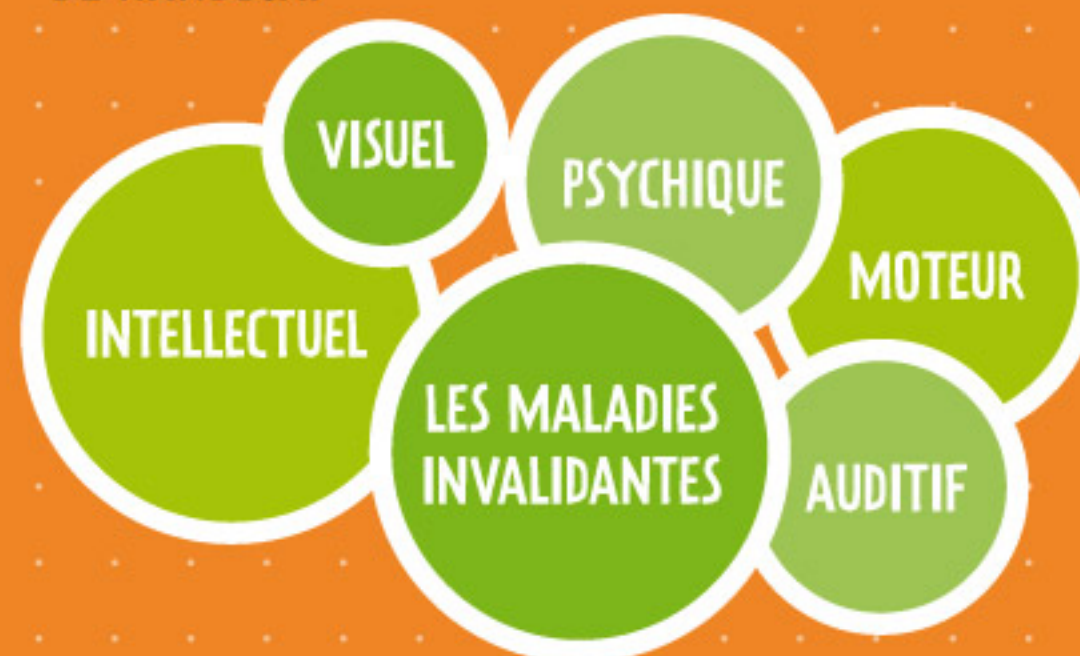 VISUEL
PSYCHIQUE
MOTEUR
INTELLECTUEL
LES MALADIES
INVALIDANTES
AUDITIF